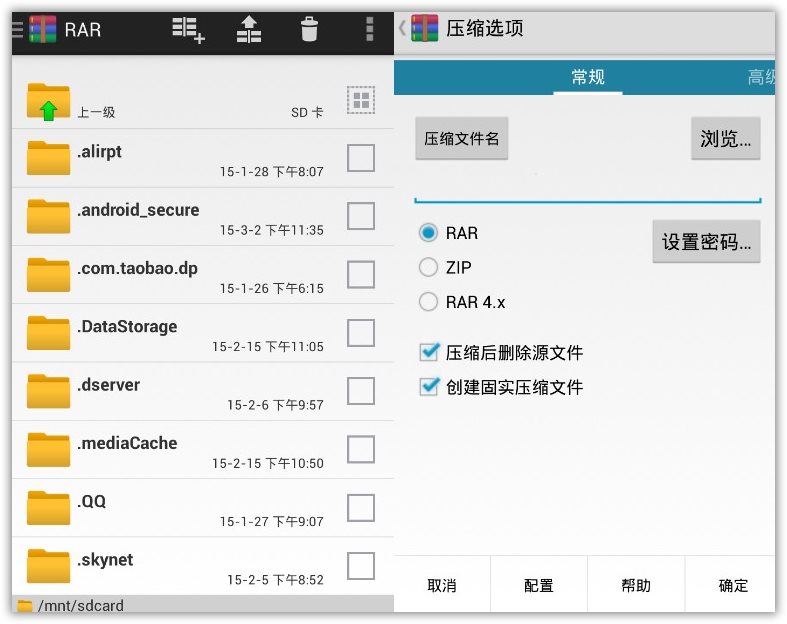 RAR
上一级
SD 卡
.alirpt
15-1-28 下午8:07
.android_secure
15-3-2 下午11:35
.com.taobao.dp
15-1-26 下午6:15
.DataStorage
15-2-15 下午11:05
.dserver
15-2-6 下午9:57
.mediaCache
15-2-15 下午10:50
.QQ
15-1-27 下午9:07
.skynet
15-2-5 下午8:52
/mnt/sdcard
压缩选项
常规
高级
压缩文件名
浏览...
RAR
设置密码...
ZIP
RAR 4.x
压缩后删除源文件
创建固实压缩文件
取消
配置
帮助
确定